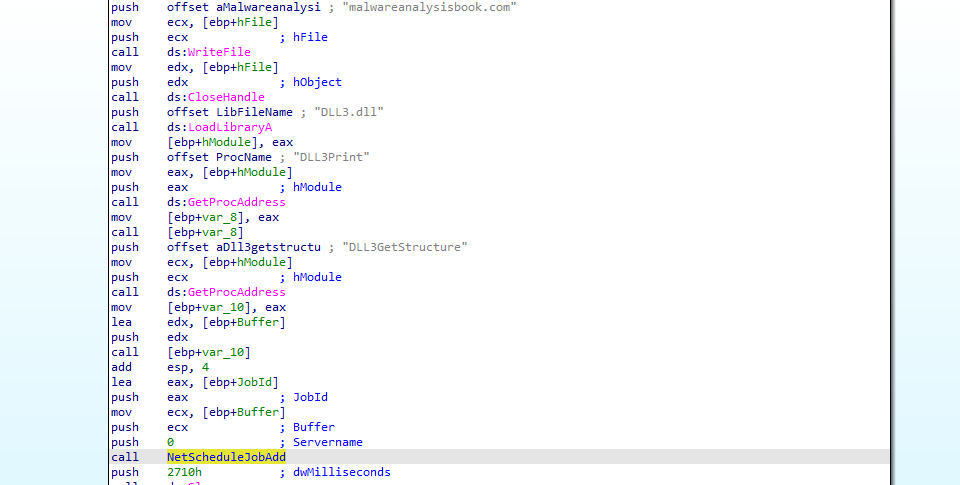 push offset aMalwareanalysi ; "malwareanalysisbook.com"
mov ecx, [ebp+hFile]
push ecx ; hFile
call ds:WriteFile
mov edx, [ebp+hFile]
push edx ; hObject
call ds:CloseHandle
push offset LibFileName ; "DLL3.dll"
call ds:LoadLibraryA
mov [ebp+hModule], eax
push offset ProcName ; "DLL3Print"
mov eax, [ebp+hModule]
push eax ; hModule
call ds:GetProcAddress
mov [ebp+var_8], eax
call [ebp+var_8]
push offset aDll3getstructu ; "DLL3GetStructure"
mov ecx, [ebp+hModule]
push ecx ; hModule
call ds:GetProcAddress
mov [ebp+var_10], eax
lea edx, [ebp+Buffer]
push edx
call [ebp+var_10]
add esp, 4
lea eax, [ebp+JobId]
push eax ; JobId
mov ecx, [ebp+Buffer]
push ecx ; Buffer
push 0 ; Servername
call NetScheduleJobAdd
push 2710h ; dwMilliseconds